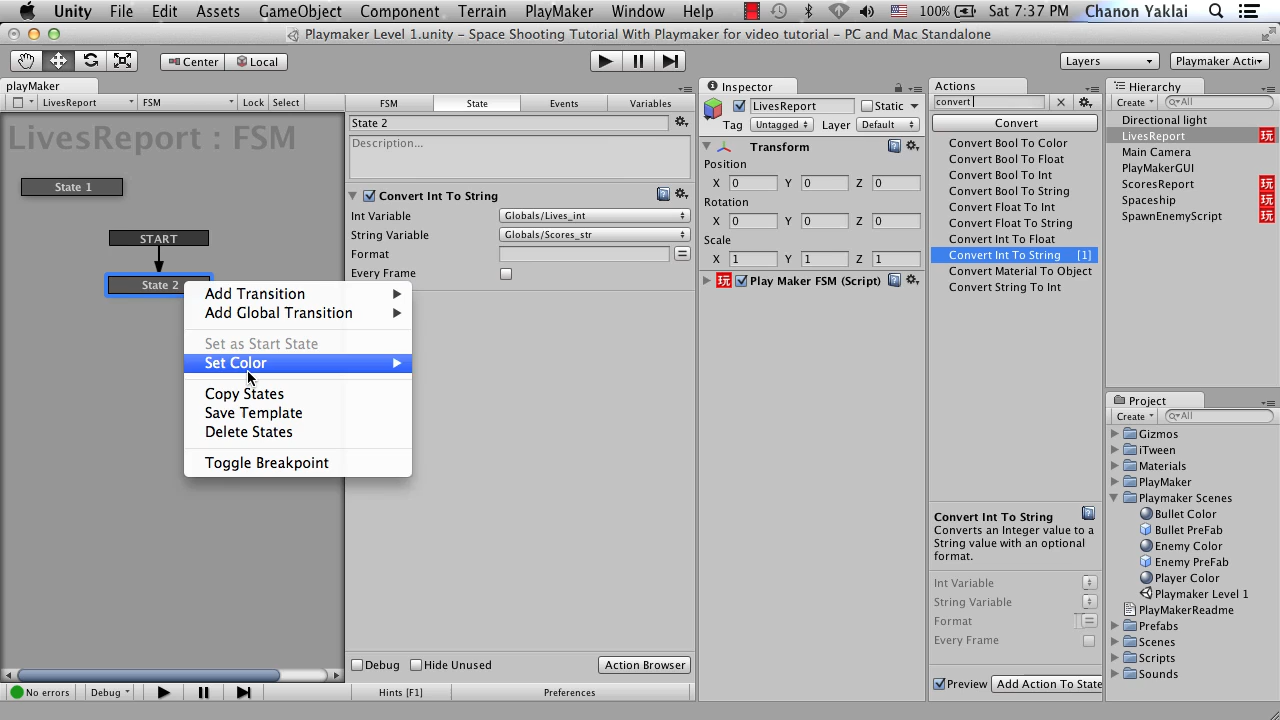 Unity File Edit Assets GameObject Component Terrain PlayMaker Window Help 100% Sat 7:37 PM Chanon Yaklai
Playmaker Level 1.unity – Space Shooting Tutorial With Playmaker for video tutorial – PC and Mac Standalone
Center Local Layers Playmaker Acti
playMaker
LivesReport FSM Lock Select
LivesReport : FSM
State 1
START
State 2
Add Transition
Add Global Transition
Set as Start State
Set Color
Copy States
Save Template
Delete States
Toggle Breakpoint
No errors Debug
FSM State Events Variables
State 2
Description...
Convert Int To String
Int Variable Globals/Lives_int
String Variable Globals/Scores_str
Format =
Every Frame
Debug Hide Unused Action Browser
Hints [F1] Preferences
Inspector
LivesReport Static
Tag Untagged Layer Default
Transform
Position
X 0 Y 0 Z 0
Rotation
X 0 Y 0 Z 0
Scale
X 1 Y 1 Z 1
玩 Play Maker FSM (Script)
Actions
convert
Convert
Convert Bool To Color
Convert Bool To Float
Convert Bool To Int
Convert Bool To String
Convert Float To Int
Convert Float To String
Convert Int To Float
Convert Int To String [1]
Convert Material To Object
Convert String To Int
Convert Int To String
Converts an Integer value to a
String value with an optional
format.
Int Variable
String Variable
Format =
Every Frame
Preview Add Action To State
Hierarchy
Create All
Directional light
LivesReport 玩
Main Camera
PlayMakerGUI
ScoresReport 玩
Spaceship 玩
SpawnEnemyScript 玩
Project
Create All
Gizmos
iTween
Materials
PlayMaker
Playmaker Scenes
Bullet Color
Bullet PreFab
Enemy Color
Enemy PreFab
Player Color
Playmaker Level 1
PlayMakerReadme
Prefabs
Scenes
Scripts
Sounds